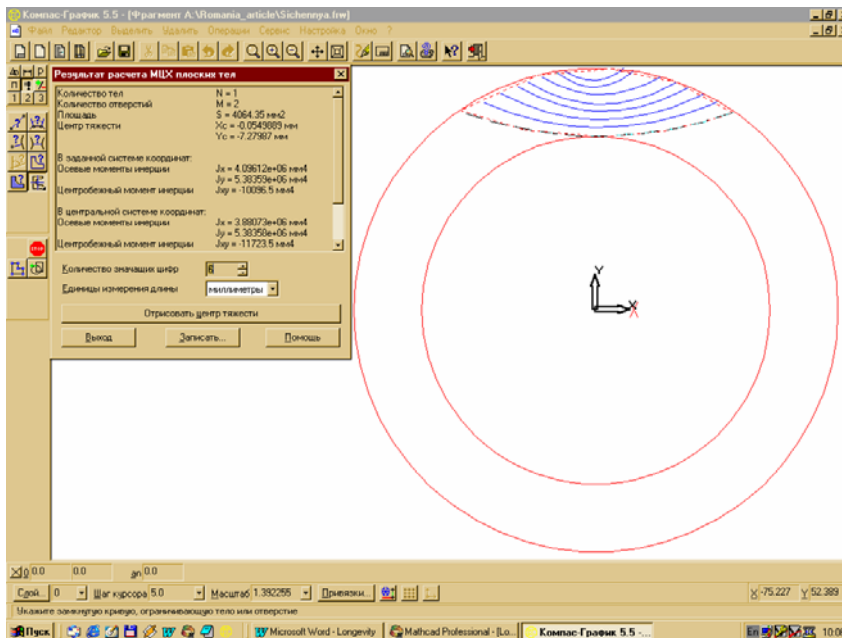 Компас-График 5.5 - [Фрагмент A:\Romania_article\Sichennya.frw]
Файл Редактор Выделить Удалить Операции Сервис Настройка Окно ?
Результат расчета МЦХ плоских тел
Количество тел N = 1
Количество отверстий M = 2
Площадь S = 4064.35 мм2
Центр тяжести Xc = -0.0549889 мм
Yc = -7.27987 мм
В заданной системе координат:
Осевые моменты инерции Jx = 4.09612e+06 мм4
Jy = 5.38359e+06 мм4
Центробежный момент инерции Jxy = -10096.5 мм4
В центральной системе координат:
Осевые моменты инерции Jx = 3.88073e+06 мм4
Jy = 5.38358e+06 мм4
Центробежный момент инерции Jxy = -11723.5 мм4
Количество значащих цифр 6
Единицы измерения длины миллиметры
Отрисовать центр тяжести
Выход Записать... Помощь
1 2 3
STOP
Y
X
0.0 0.0 0.0
Слой... 0 Шаг курсора 5.0 Масштаб 1.392255 Привязки... X -75.227 Y 52.389
Укажите замкнутую кривую, ограничивающую тело или отверстие
Пуск Microsoft Word - Longevity Mathcad Professional - [Lo... Компас-График 5.5 -... En